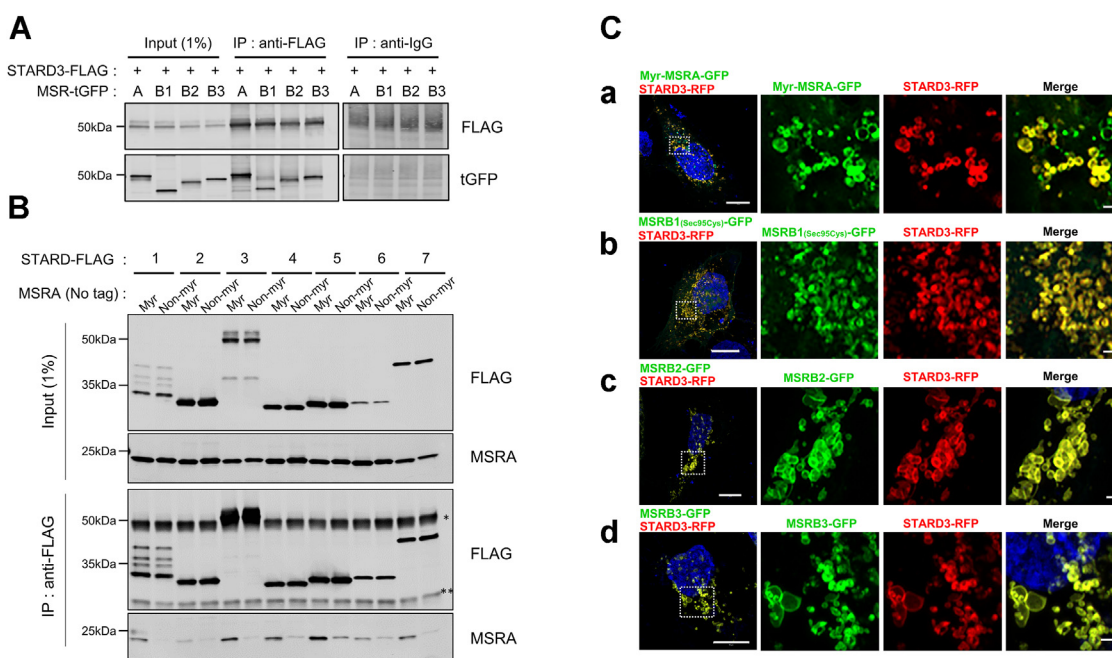 A
Input (1%) IP : anti-FLAG IP : anti-IgG
STARD3-FLAG : + + + + + + + + + + + +
MSR-tGFP : A B1 B2 B3 A B1 B2 B3 A B1 B2 B3
50kDa FLAG
50kDa tGFP
B
STARD-FLAG : 1 2 3 4 5 6 7
MSRA (No tag) : Myr Non-myr Myr Non-myr Myr Non-myr Myr Non-myr Myr Non-myr Myr Non-myr Myr Non-myr
Input (1%)
50kDa
FLAG
35kDa
25kDa
MSRA
IP : anti-FLAG
50kDa *
FLAG
35kDa
**
25kDa
MSRA
C
a
Myr-MSRA-GFP
STARD3-RFP Myr-MSRA-GFP STARD3-RFP Merge
b
MSRB1(Sec95Cys)-GFP
STARD3-RFP MSRB1(Sec95Cys)-GFP STARD3-RFP Merge
c
MSRB2-GFP
STARD3-RFP MSRB2-GFP STARD3-RFP Merge
d
MSRB3-GFP
STARD3-RFP MSRB3-GFP STARD3-RFP Merge